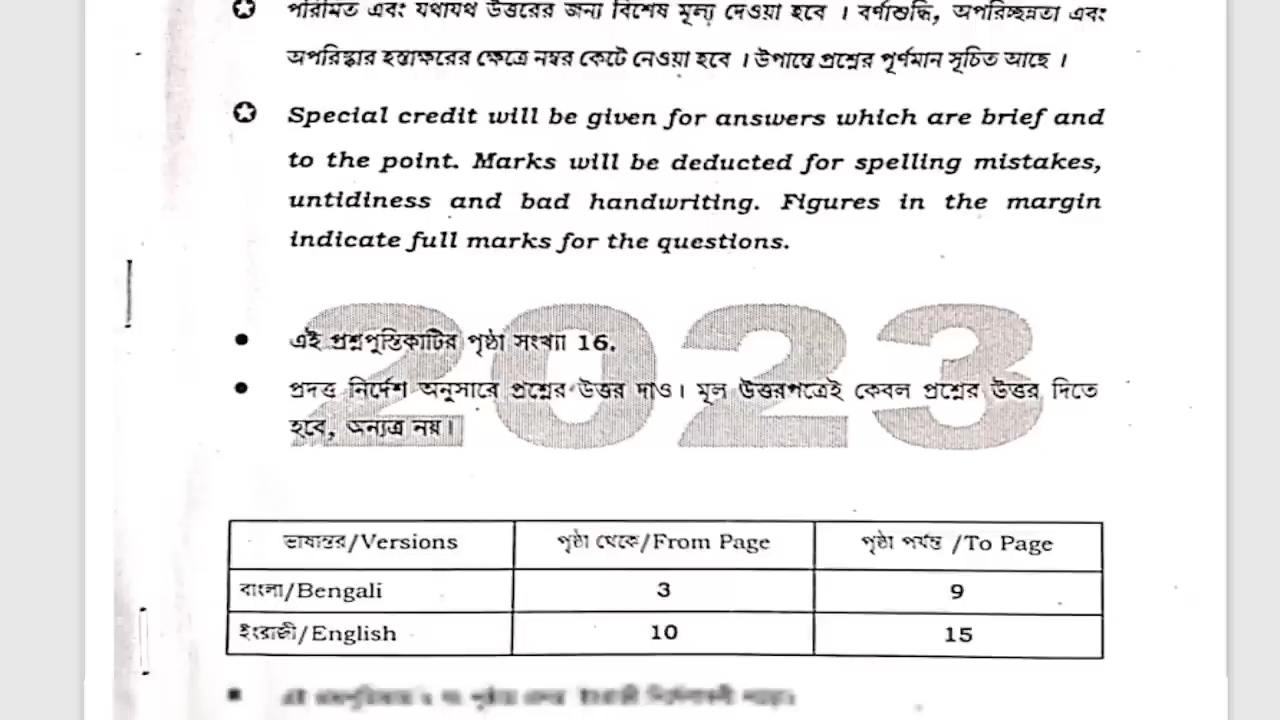 পরিমিত এবং যথাযথ উত্তরের জন্য বিশেষ মূল্য দেওয়া হবে । বর্ণাশুদ্ধি, অপরিচ্ছন্নতা এবং
অপরিস্কার হস্তাক্ষরের ক্ষেত্রে নম্বর কেটে নেওয়া হবে । উপান্তে প্রশ্নের পূর্ণমান সূচিত আছে ।
Special credit will be given for answers which are brief and
to the point. Marks will be deducted for spelling mistakes,
untidiness and bad handwriting. Figures in the margin
indicate full marks for the questions.
2023
এই প্রশ্নপুস্তিকাটির পৃষ্ঠা সংখ্যা 16.
প্রদত্ত নির্দেশ অনুসারে প্রশ্নের উত্তর দাও। মূল উত্তরপত্রেই কেবল প্রশ্নের উত্তর দিতে
হবে, অন্যত্র নয়।
ভাষান্তর/Versions পৃষ্ঠা থেকে/From Page পৃষ্ঠা পর্যন্ত /To Page
বাংলা/Bengali 3 9
ইংরাজী/English 10 15